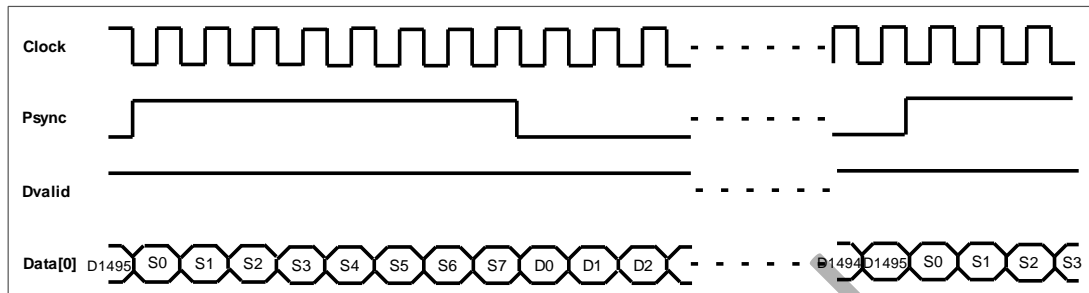 Clock
Psync
Dvalid
Data[0] D1495 S0 S1 S2 S3 S4 S5 S6 S7 D0 D1 D2 D1494 D1495 S0 S1 S2 S3